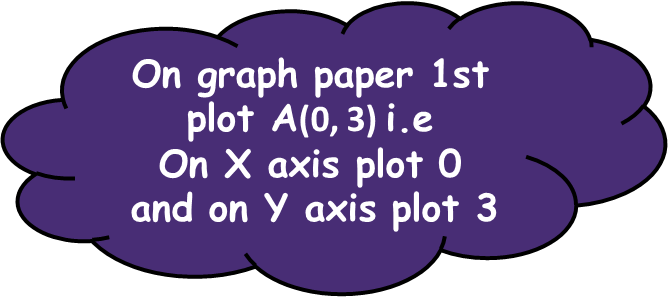 On graph paper 1st
plot A(0, 3) i.e
On X axis plot 0
and on Y axis plot 3